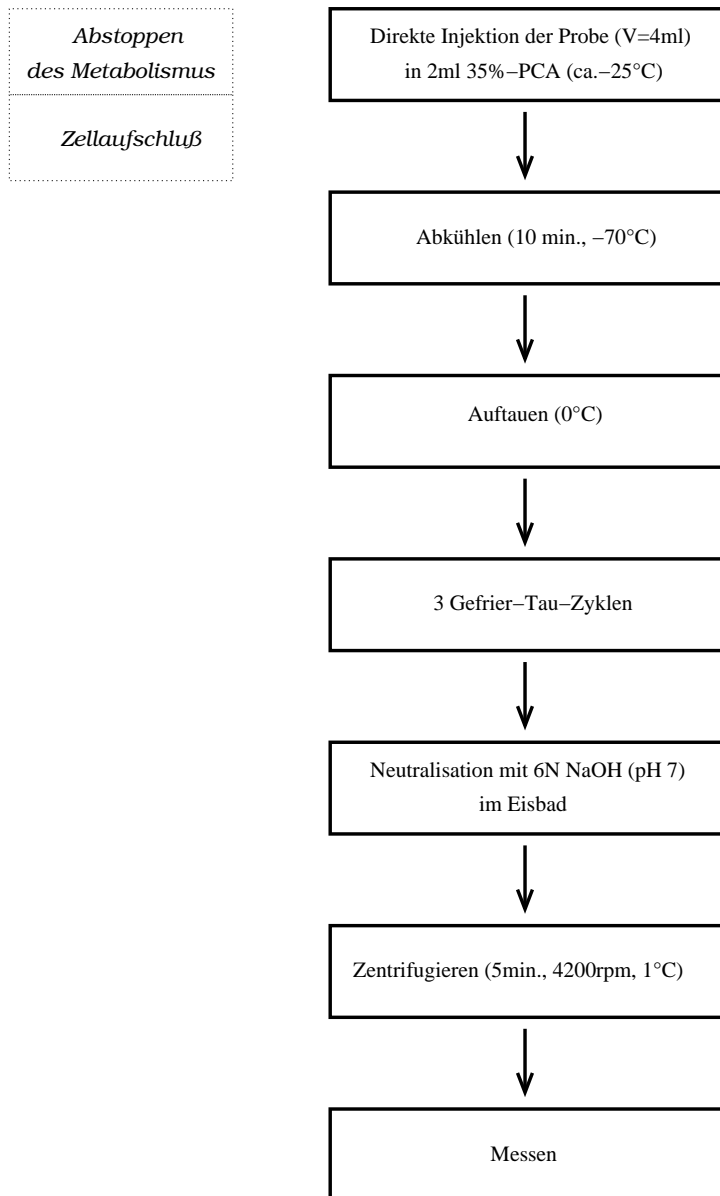 Abstoppen
des Metabolismus
Zellaufschluß
Direkte Injektion der Probe (V=4ml)
in 2ml 35%−PCA (ca.−25°C)
Abkühlen (10 min., −70°C)
Auftauen (0°C)
3 Gefrier−Tau−Zyklen
Neutralisation mit 6N NaOH (pH 7)
im Eisbad
Zentrifugieren (5min., 4200rpm, 1°C)
Messen